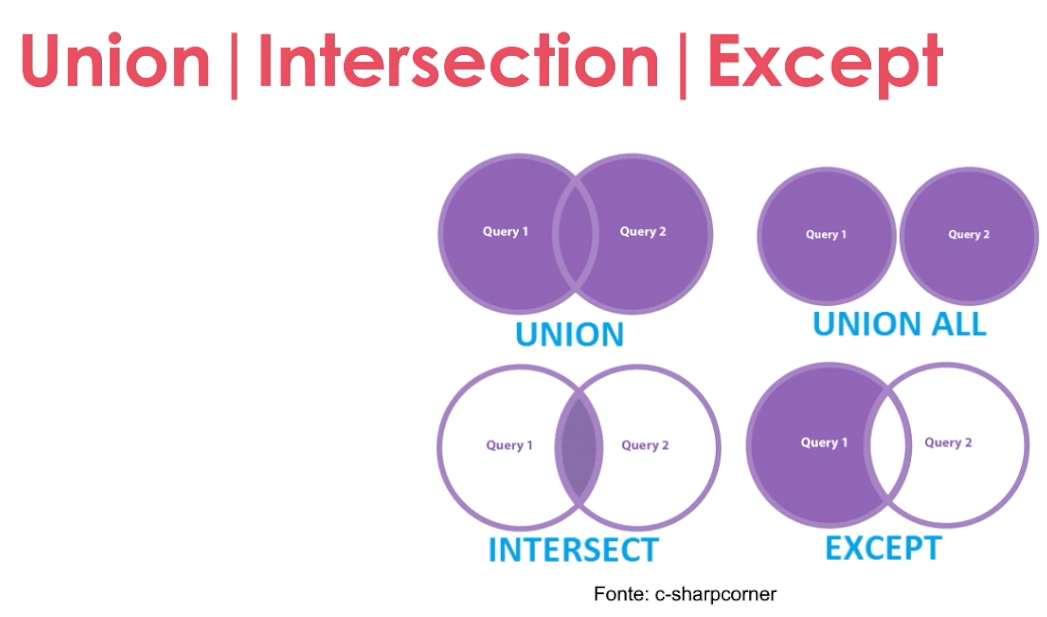 Union|Intersection|Except
Query 1 Query 2
UNION
Query 1 Query 2
UNION ALL
Query 1 Query 2
INTERSECT
Query 1 Query 2
EXCEPT
Fonte: c-sharpcorner